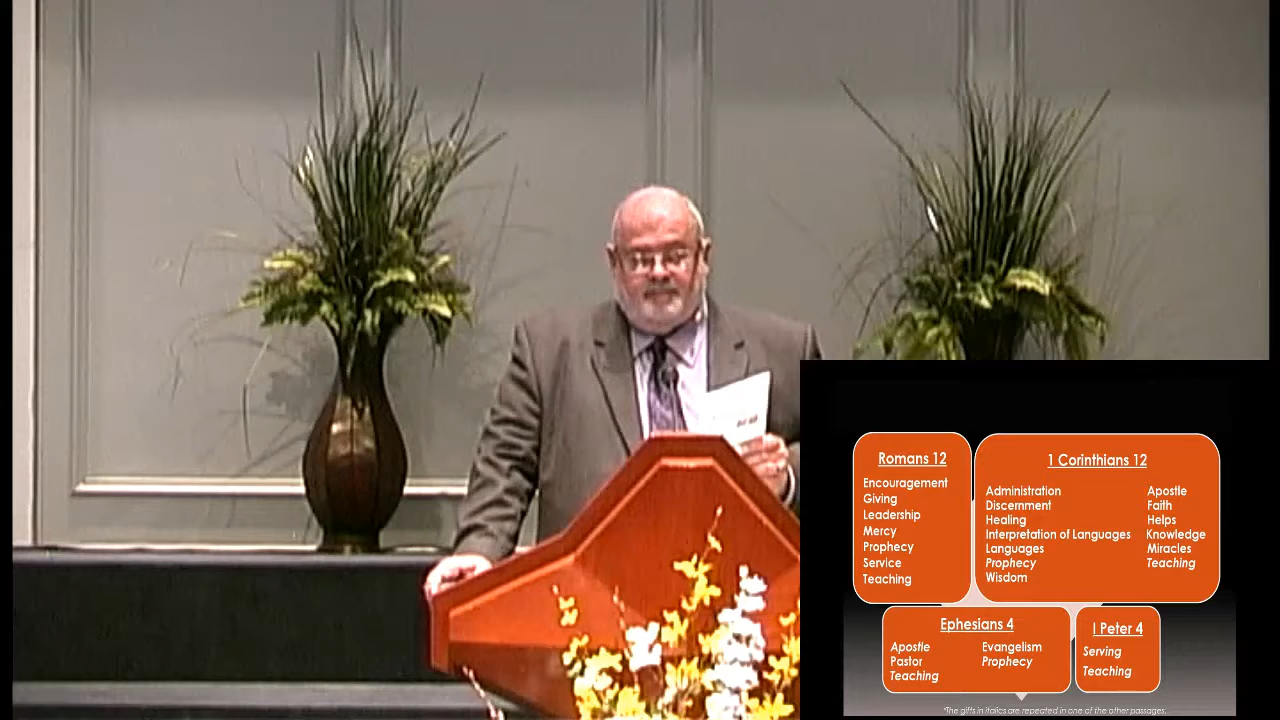 Romans 12
Encouragement
Giving
Leadership
Mercy
Prophecy
Service
Teaching
1 Corinthians 12
Administration
Discernment
Healing
Interpretation of Languages
Languages
Prophecy
Wisdom
Apostle
Faith
Helps
Knowledge
Miracles
Teaching
Ephesians 4
Apostle
Pastor
Teaching
Evangelism
Prophecy
I Peter 4
Serving
Teaching
*The gifts in italics are repeated in one of the other passages.